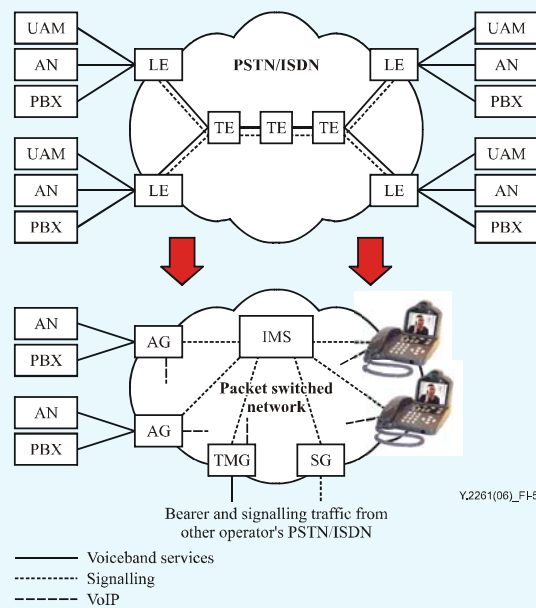 UAM
AN
PBX
LE
PSTN/ISDN
LE
UAM
AN
PBX
TE
TE
TE
UAM
AN
PBX
LE
LE
UAM
AN
PBX
AN
PBX
AG
IMS
Packet switched
network
AN
PBX
AG
TMG
SG
Y.2261(06)_FI-5
Bearer and signalling traffic from
other operator's PSTN/ISDN
Voiceband services
Signalling
VoIP